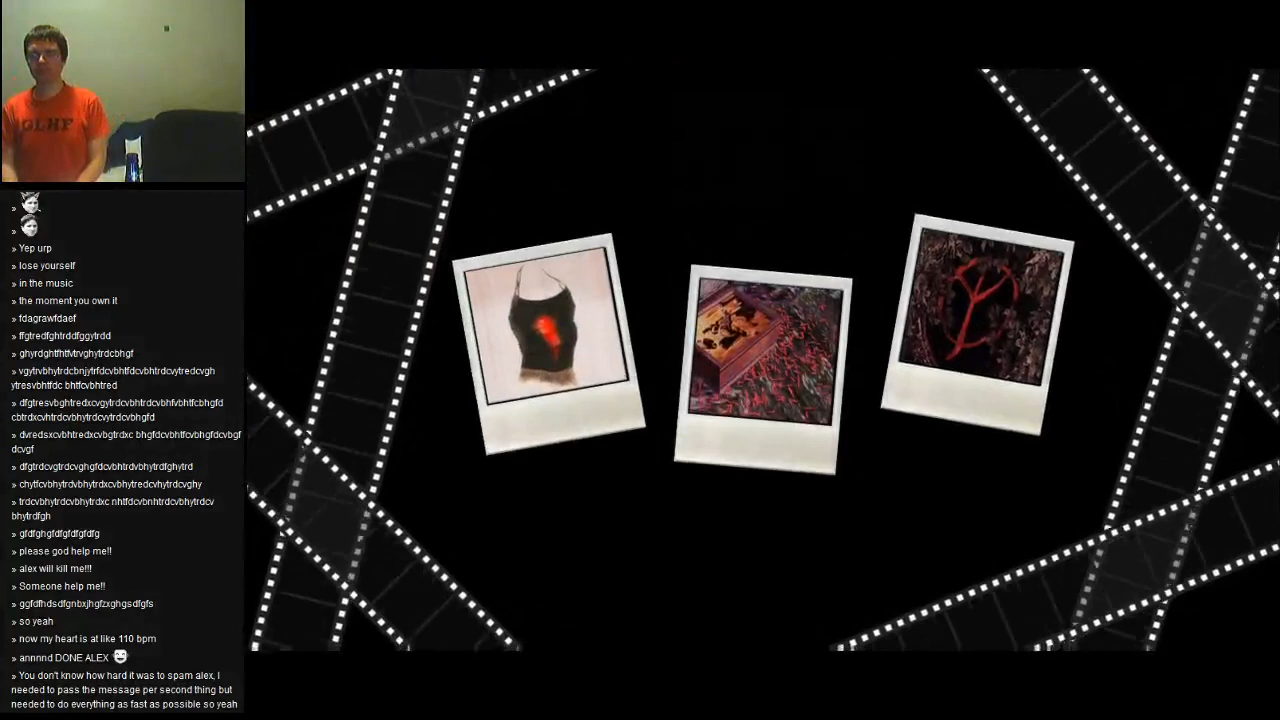 GLHF
» Yep urp
» lose yourself
» in the music
» the moment you own it
» fdagrawfdaef
» ffgtredfghtrddfggytrdd
» ghyrdghtfhtfvtrvghytrdcbhgf
» vgytrvbhytrdcbnjytrfdcvbhtfdcvbhtrdcvytredcvgh
ytresvbhtfdc bhtfcvbhtred
» dfgtresvbghtredxcvgytrdcvbhtrdcvbhfvbhtfcbhgfd
cbtrdxcvhtrdcvbhytrdcvytrdcvbhgfd
» dvredsxcvbhtredxcvbgtrdxc bhgfdcvbhtfcvbhgfdcvbgf
dcvgf
» dfgtrdcvgtrdcvghgfdcvbhtrdvbhytrdfghytrd
» chytfcvbhytrdvbhytrdxcvbhytredcvhytrdcvghy
» trdcvbhytrdcvbhytrdxc nhtfdcvbnhtrdcvbhytrdcv
bhytrdfgh
» gfdfghgfdfgfdfgfdfg
» please god help me!!
» alex will kill me!!!
» Someone help me!!
» ggfdfhdsdfgnbxjhgfzxghgsdfgfs
» so yeah
» now my heart is at like 110 bpm
» annnnd DONE ALEX
» You don't know how hard it was to spam alex, I
needed to pass the message per second thing but
needed to do everything as fast as possible so yeah